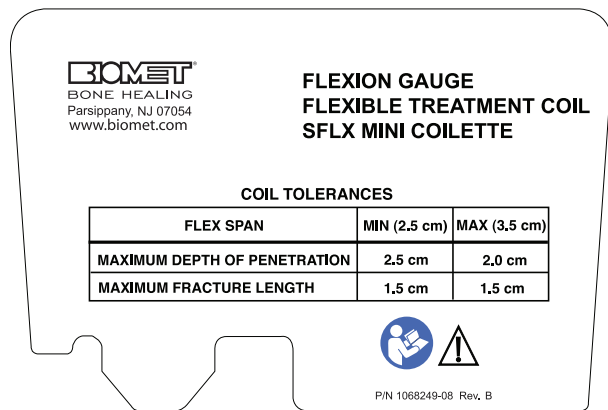 BIOMET®
BONE HEALING
Parsippany, NJ 07054
www.biomet.com
FLEXION GAUGE
FLEXIBLE TREATMENT COIL
SFLX MINI COILETTE
COIL TOLERANCES
FLEX SPAN MIN (2.5 cm) MAX (3.5 cm)
MAXIMUM DEPTH OF PENETRATION 2.5 cm 2.0 cm
MAXIMUM FRACTURE LENGTH 1.5 cm 1.5 cm
P/N 1068249-08 Rev. B